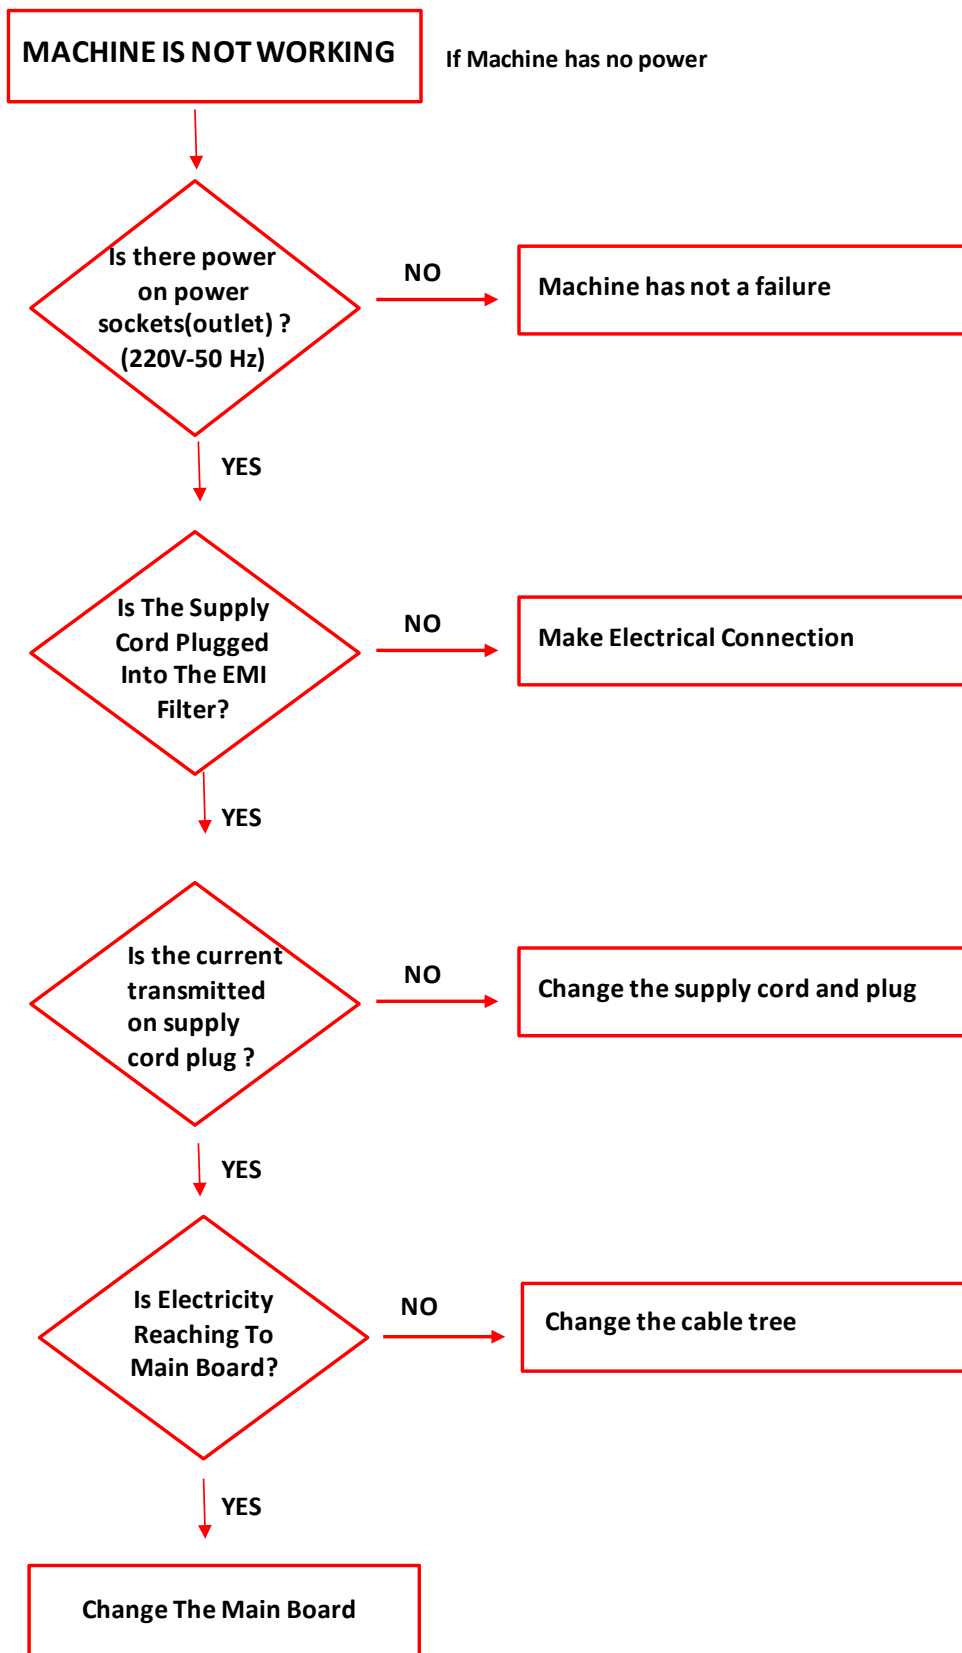 MACHINE IS NOT WORKING
If Machine has no power
Is there power
on power
sockets(outlet) ?
(220V-50 Hz)
NO
Machine has not a failure
YES
Is The Supply
Cord Plugged
Into The EMI
Filter?
NO
Make Electrical Connection
YES
Is the current
transmitted
on supply
cord plug ?
NO
Change the supply cord and plug
YES
Is Electricity
Reaching To
Main Board?
NO
Change the cable tree
YES
Change The Main Board